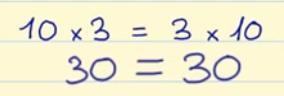 10 × 3 = 3 × 10
30 = 30